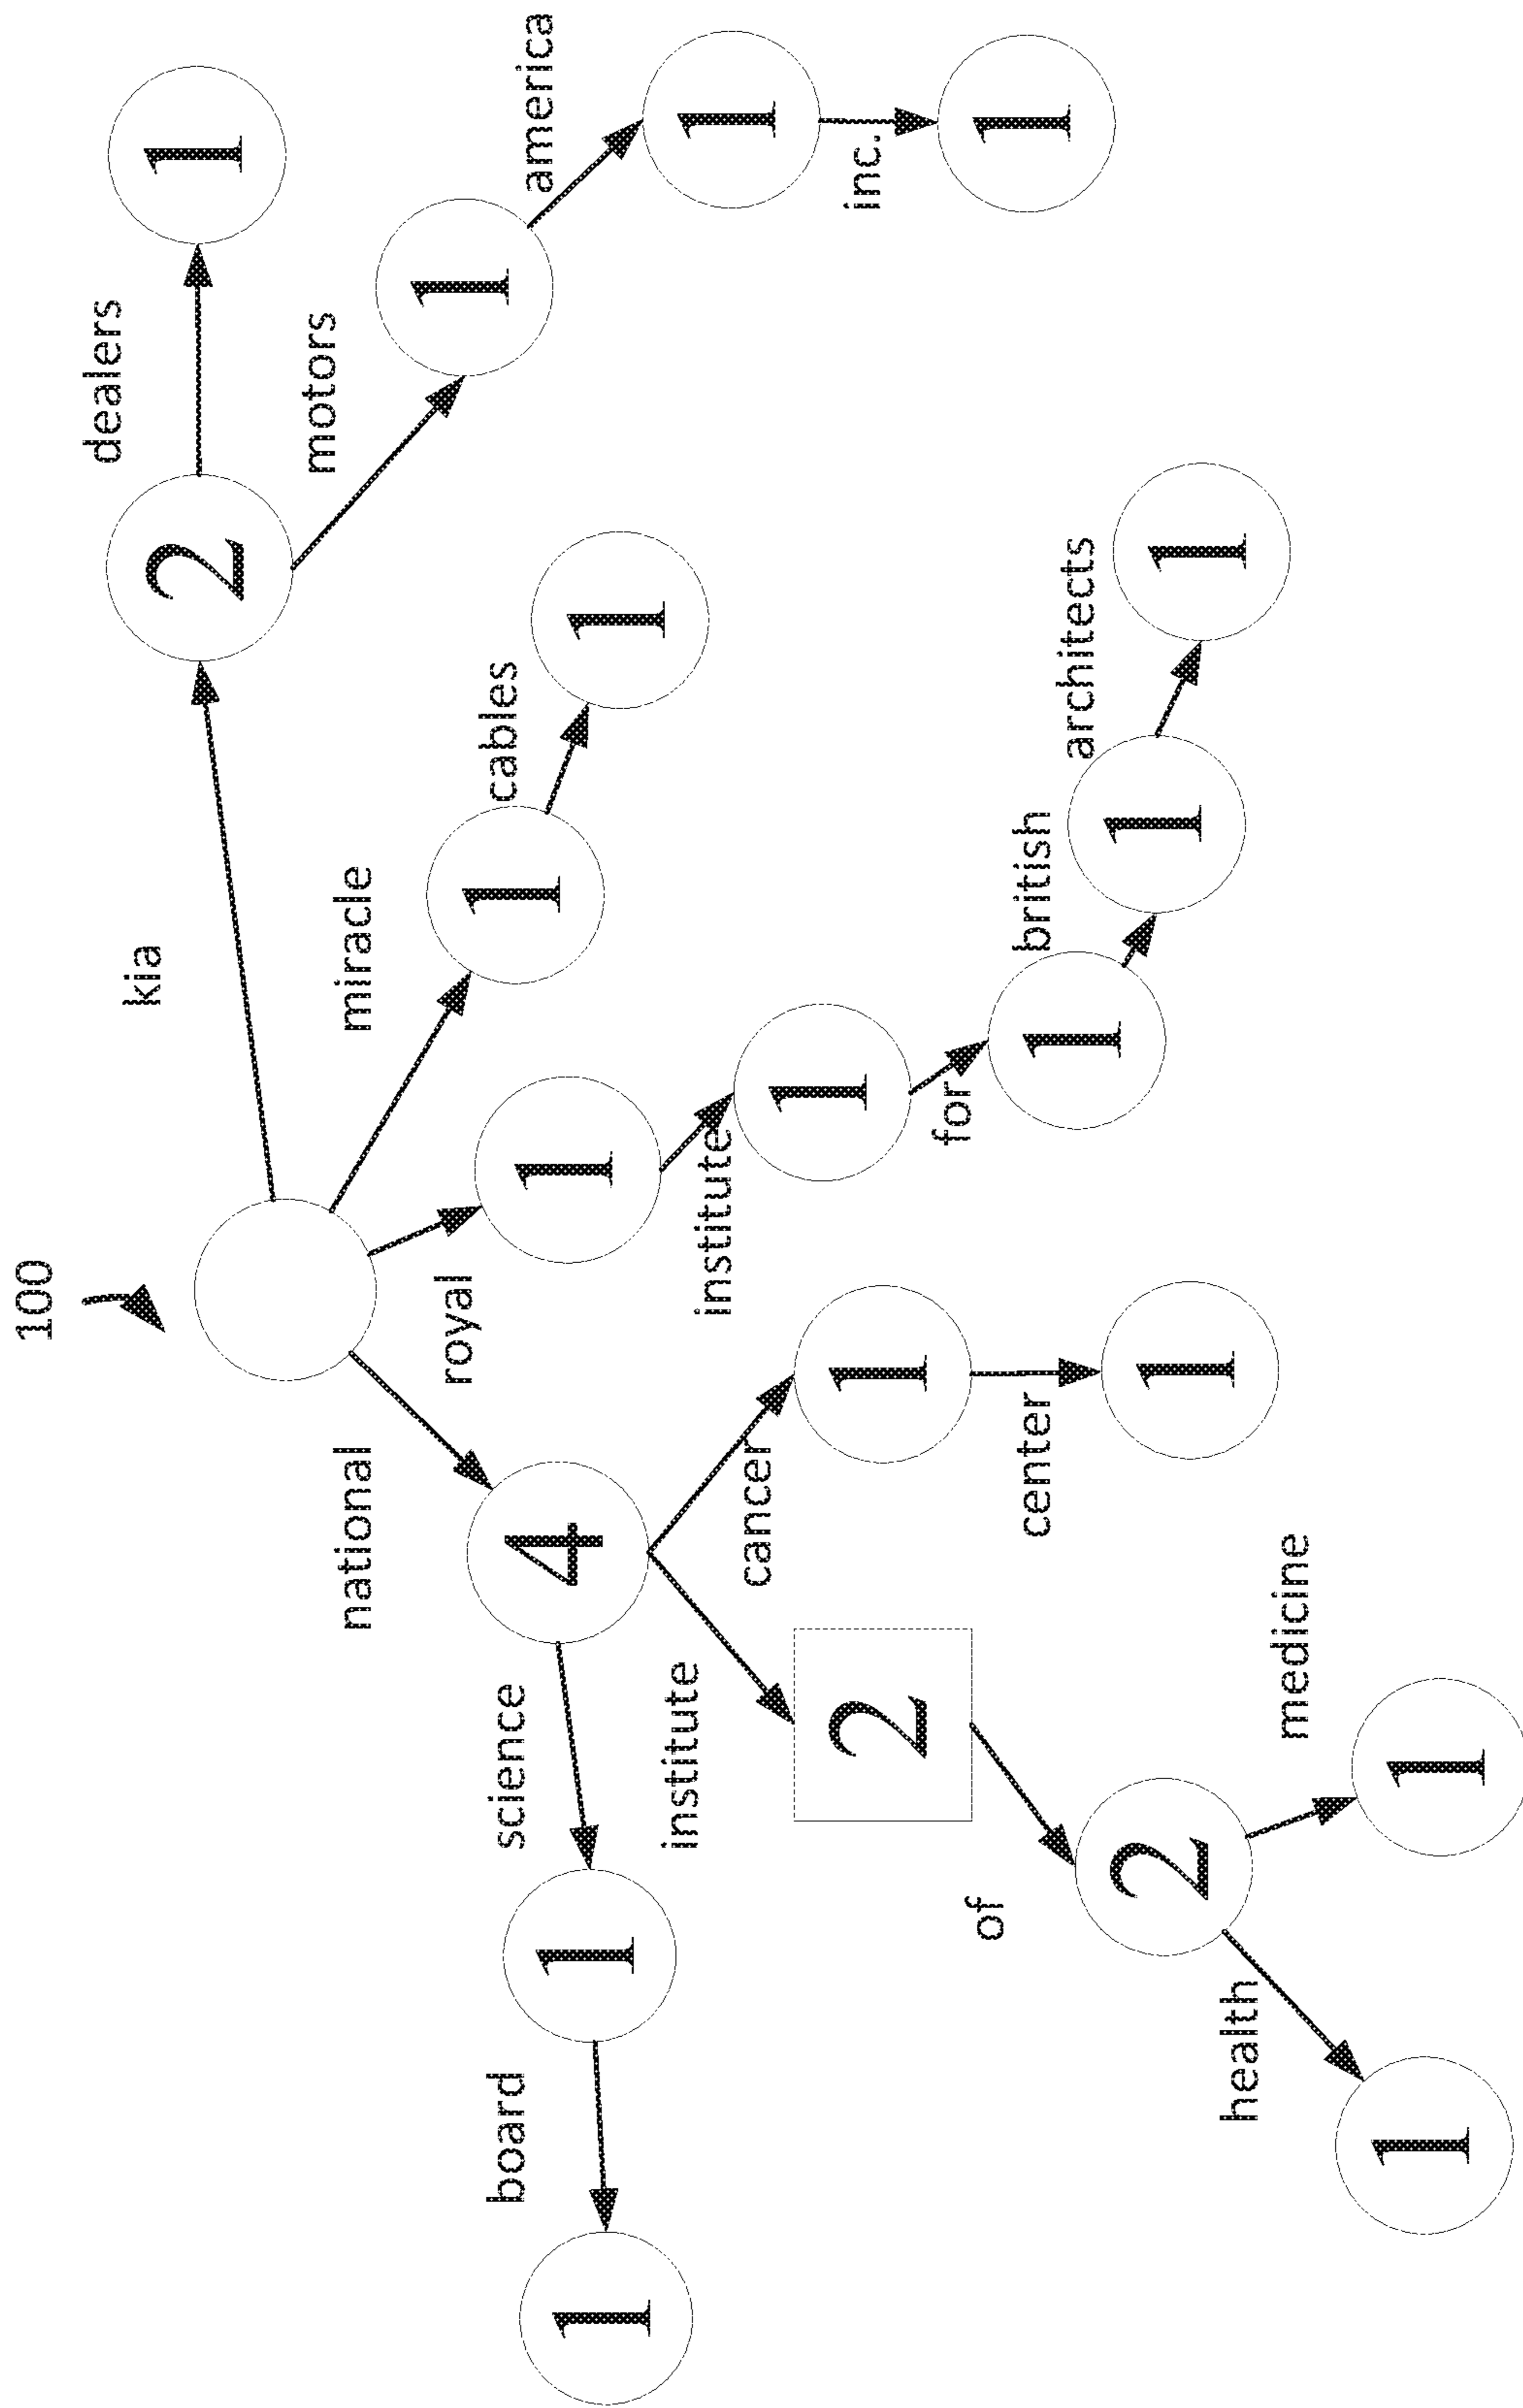 100
dealers
kia
2
1
motors
national
miracle
royal
1
board
science
cables
america
1
1
4
1
1
1
institute
institute
1
cancer
inc.
2
1
1
for
of
1
center
british
architects
1
2
1
1
1
health
medicine
1
1